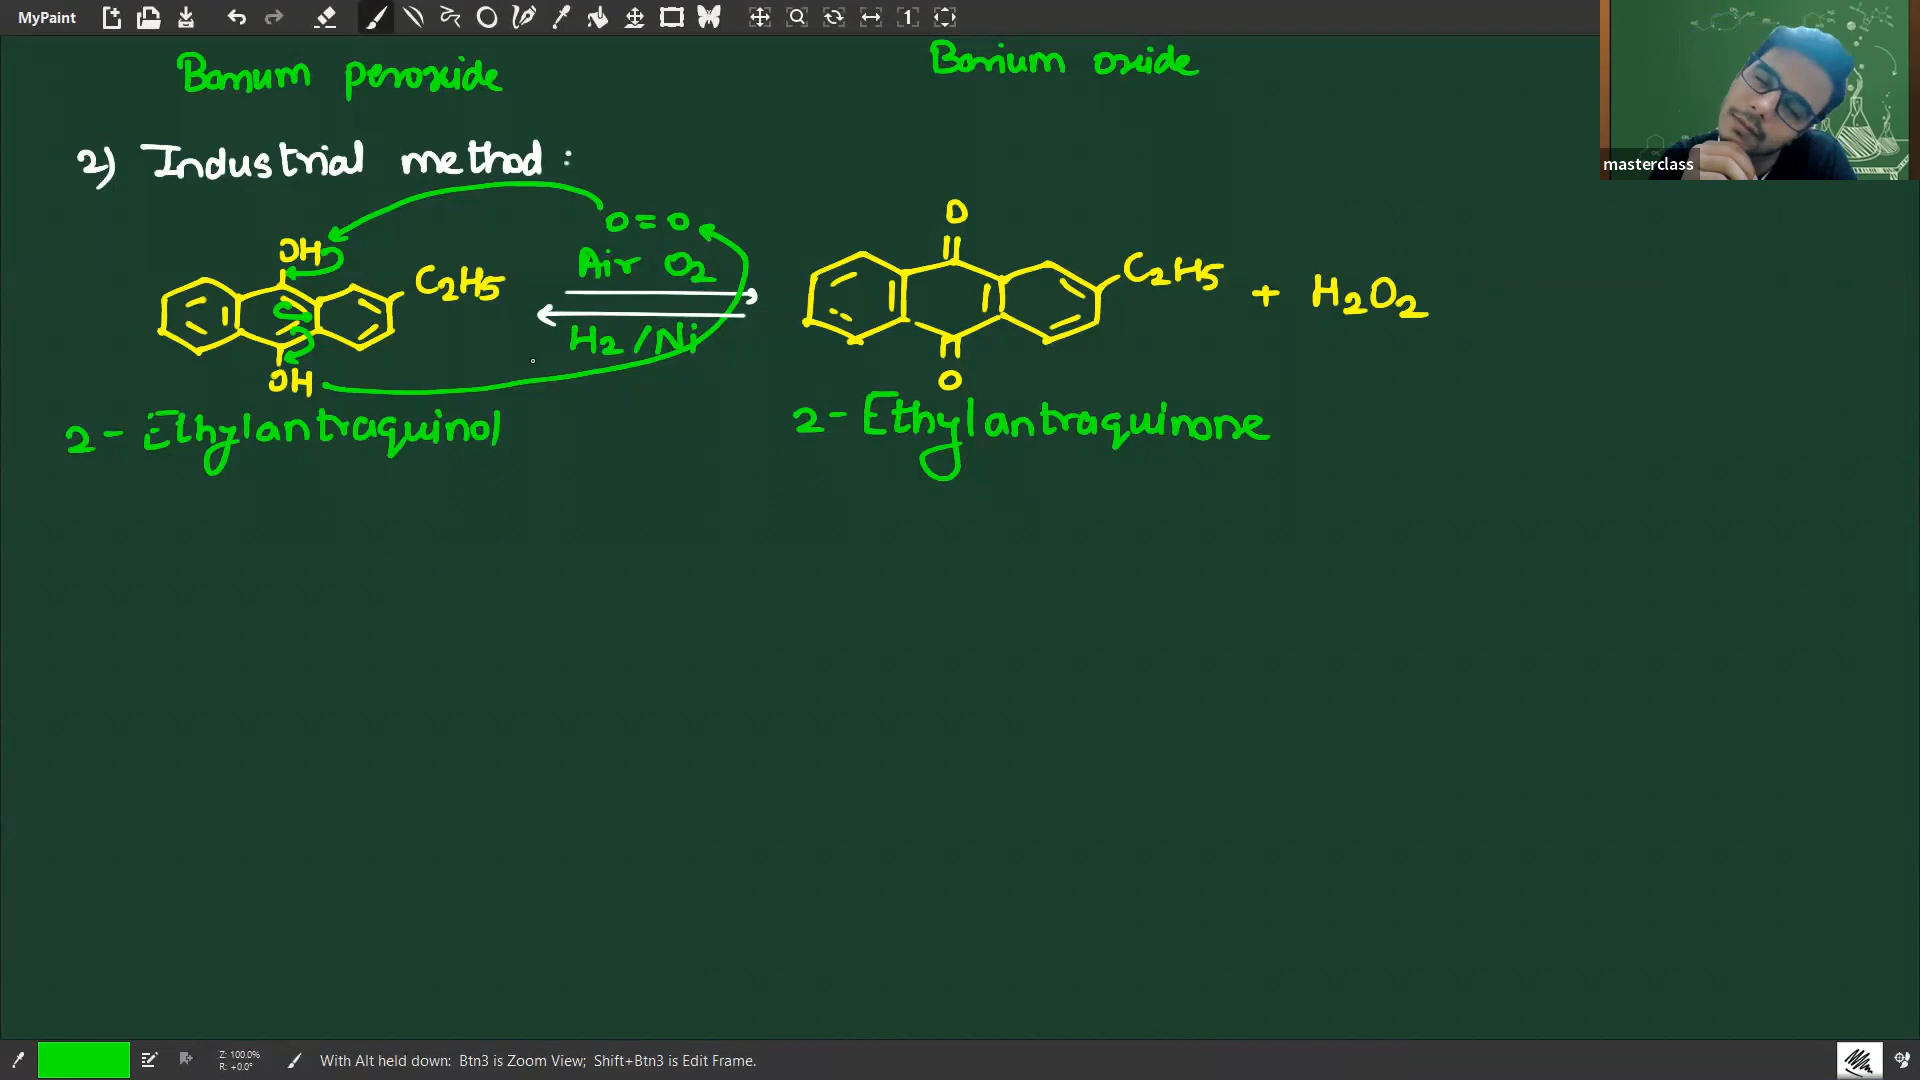 MyPaint
Barium peroxide
Barium oxide
masterclass
2) Industrial method :
OH
O = O
O
Air O2
C2H5
C2H5
+ H2O2
H2/Ni
OH
O
2- Ethylantraquinol
2- Ethylantraquinone
Z: 100.0%
R: +0.0°
With Alt held down: Btn3 is Zoom View; Shift+Btn3 is Edit Frame.